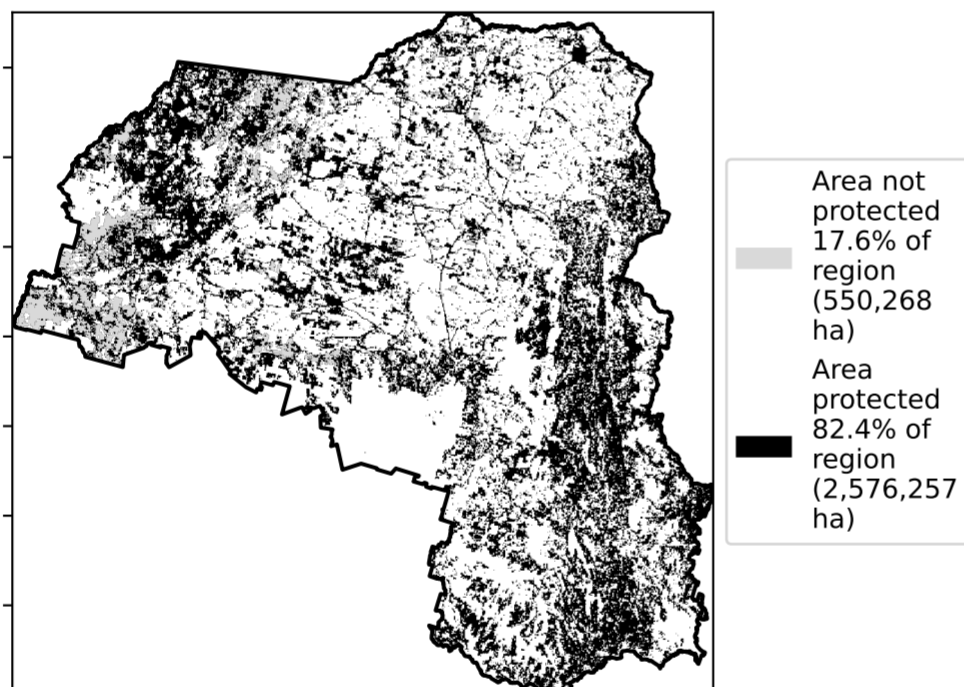 Area not
protected
17.6% of
region
(550,268
ha)
Area
protected
82.4% of
region
(2,576,257
ha)